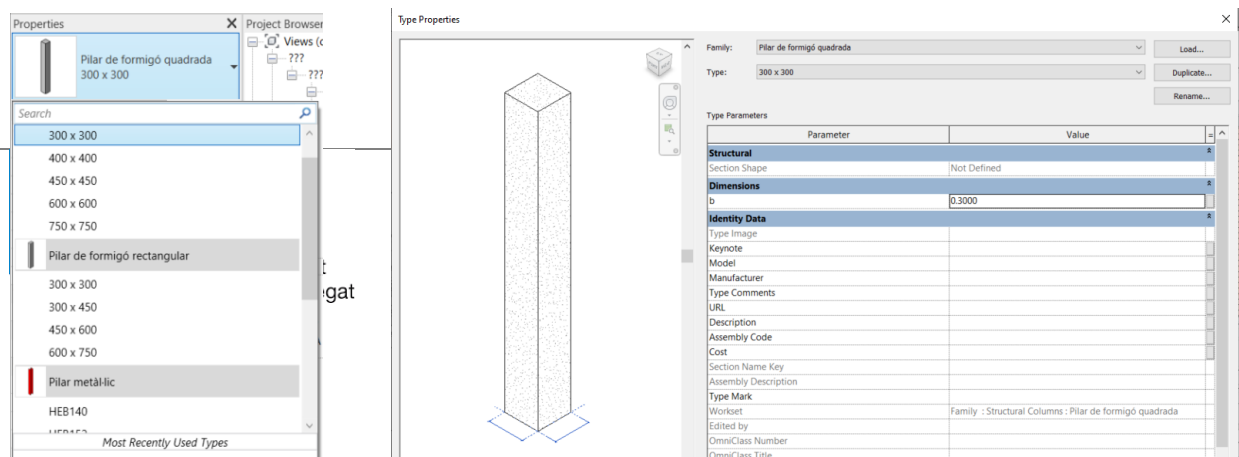 Properties
Project Browser
Pilar de formigó quadrada
300 x 300
Views (
???
???
Search
300 x 300
400 x 400
450 x 450
600 x 600
750 x 750
Pilar de formigó rectangular
300 x 300
300 x 450
450 x 600
600 x 750
Pilar metàl·lic
HEB140
Most Recently Used Types
t
egat
Type Properties
Family: Pilar de formigó quadrada Load...
Type: 300 x 300 Duplicate...
Rename...
Type Parameters
Parameter Value =
Structural
Section Shape Not Defined
Dimensions
b 0.3000
Identity Data
Type Image
Keynote
Model
Manufacturer
Type Comments
URL
Description
Assembly Code
Cost
Section Name Key
Assembly Description
Type Mark
Workset Family : Structural Columns : Pilar de formigó quadrada
Edited by
OmniClass Number
OmniClass Title